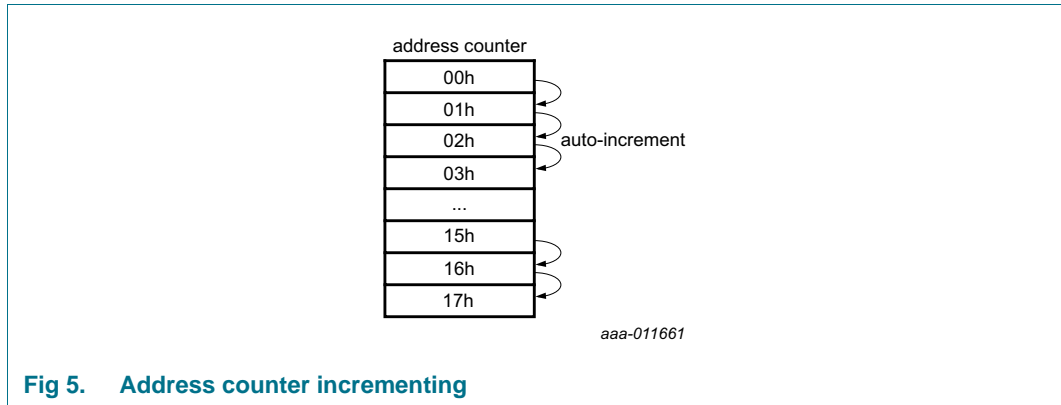 address counter
00h
01h
02h
auto-increment
03h
...
15h
16h
17h
aaa-011661
Fig 5. Address counter incrementing